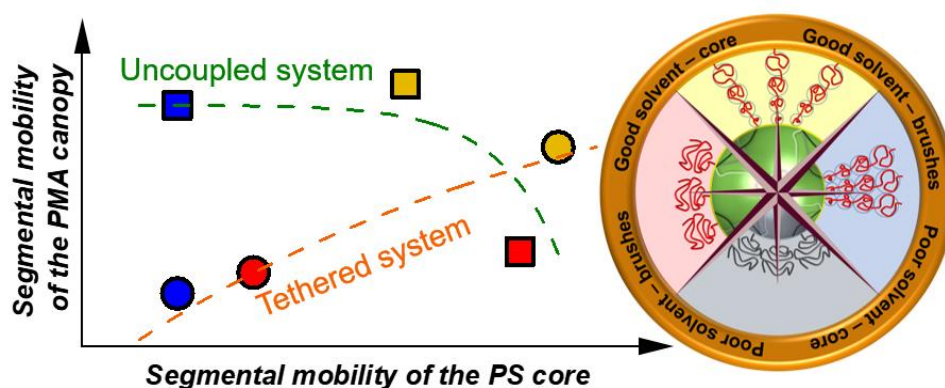 Segmental mobility
of the PMA canopy
Uncoupled system
Tethered system
Segmental mobility of the PS core
Good solvent – core
Good solvent – brushes
Poor solvent – brushes
Poor solvent – core